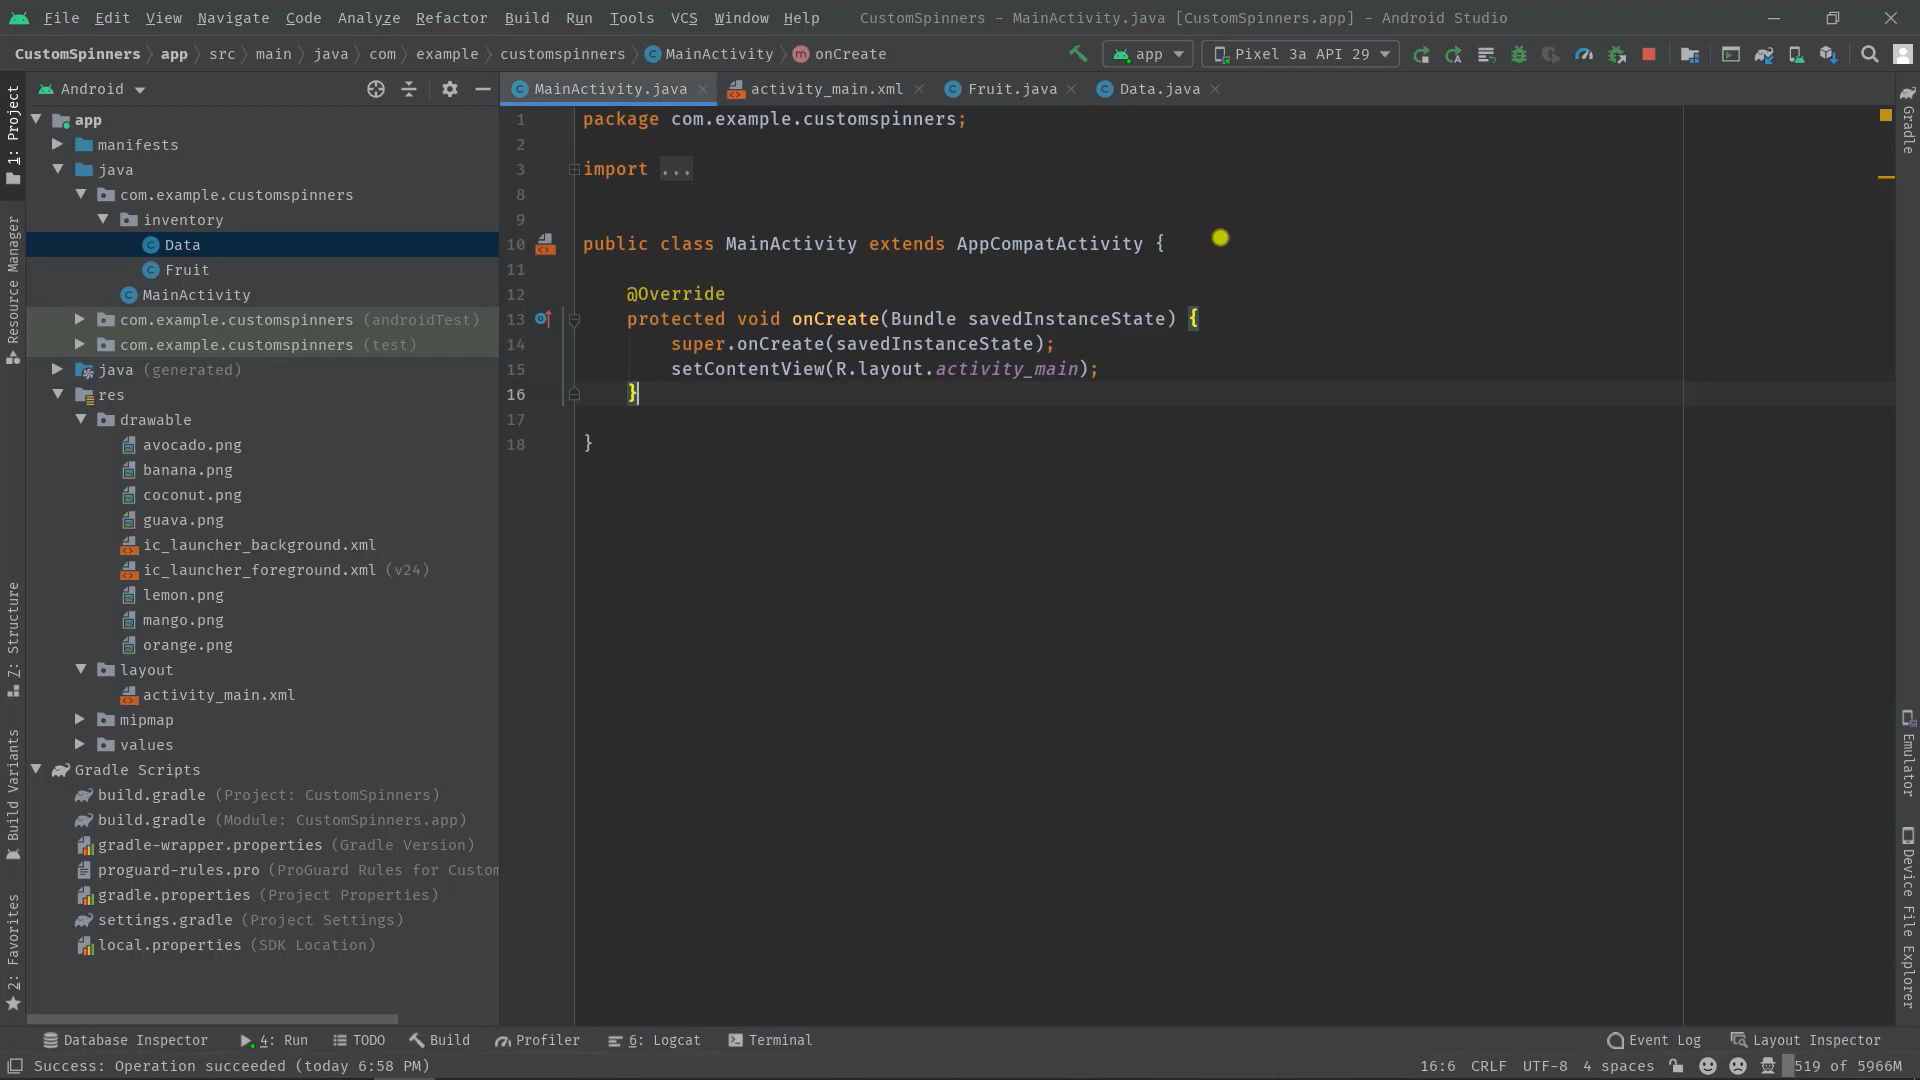 File Edit View Navigate Code Analyze Refactor Build Run Tools VCS Window Help CustomSpinners - MainActivity.java [CustomSpinners.app] - Android Studio
CustomSpinners app src main java com example customspinners MainActivity onCreate app Pixel 3a API 29
Android
MainActivity.java activity_main.xml Fruit.java Data.java
1: Project
Resource Manager
Z: Structure
Build Variants
2: Favorites
app
manifests
java
com.example.customspinners
inventory
Data
Fruit
MainActivity
com.example.customspinners (androidTest)
com.example.customspinners (test)
java (generated)
res
drawable
avocado.png
banana.png
coconut.png
guava.png
ic_launcher_background.xml
ic_launcher_foreground.xml (v24)
lemon.png
mango.png
orange.png
layout
activity_main.xml
mipmap
values
Gradle Scripts
build.gradle (Project: CustomSpinners)
build.gradle (Module: CustomSpinners.app)
gradle-wrapper.properties (Gradle Version)
proguard-rules.pro (ProGuard Rules for Custom
gradle.properties (Project Properties)
settings.gradle (Project Settings)
local.properties (SDK Location)
1 package com.example.customspinners;
2
3 import ...
8
9
10 public class MainActivity extends AppCompatActivity {
11
12 @Override
13 protected void onCreate(Bundle savedInstanceState) {
14 super.onCreate(savedInstanceState);
15 setContentView(R.layout.activity_main);
16 }
17
18 }
Gradle
Emulator
Device File Explorer
Database Inspector 4: Run TODO Build Profiler 6: Logcat Terminal Event Log Layout Inspector
Success: Operation succeeded (today 6:58 PM) 16:6 CRLF UTF-8 4 spaces 519 of 5966M